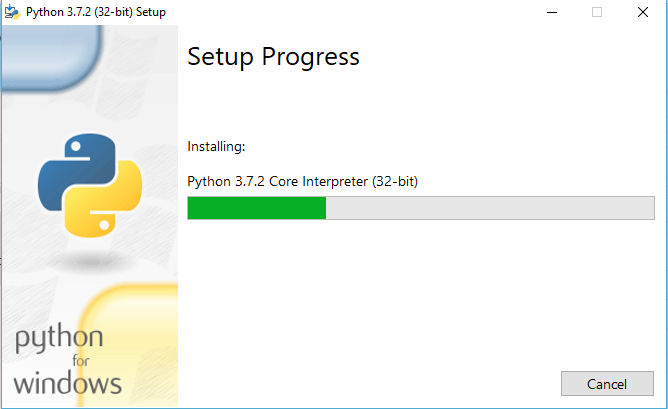 Python 3.7.2 (32-bit) Setup
Setup Progress
Installing:
Python 3.7.2 Core Interpreter (32-bit)
python
for
windows
Cancel